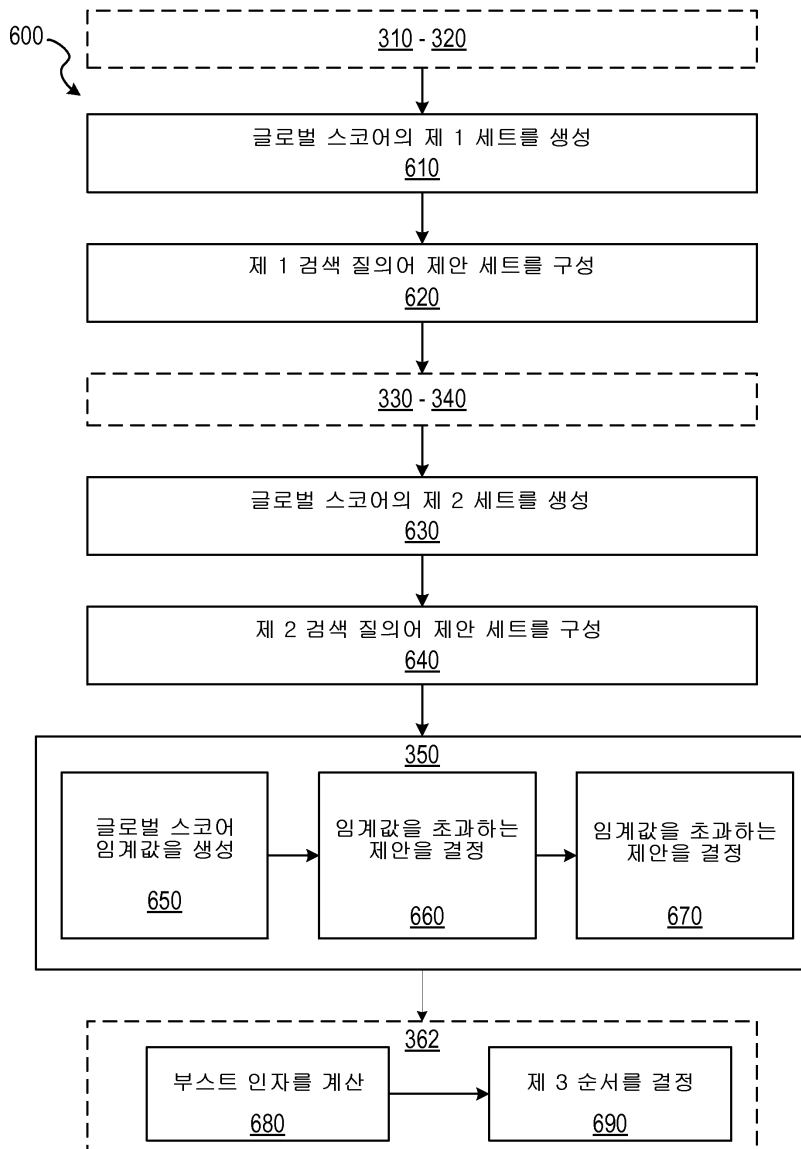 600
310 - 320
글로벌 스코어의 제 1 세트를 생성
610
제 1 검색 질의어 제안 세트를 구성
620
330 - 340
글로벌 스코어의 제 2 세트를 생성
630
제 2 검색 질의어 제안 세트를 구성
640
350
글로벌 스코어
임계값을 생성
650
임계값을 초과하는
제안을 결정
660
임계값을 초과하는
제안을 결정
670
362
부스트 인자를 계산
680
제 3 순서를 결정
690